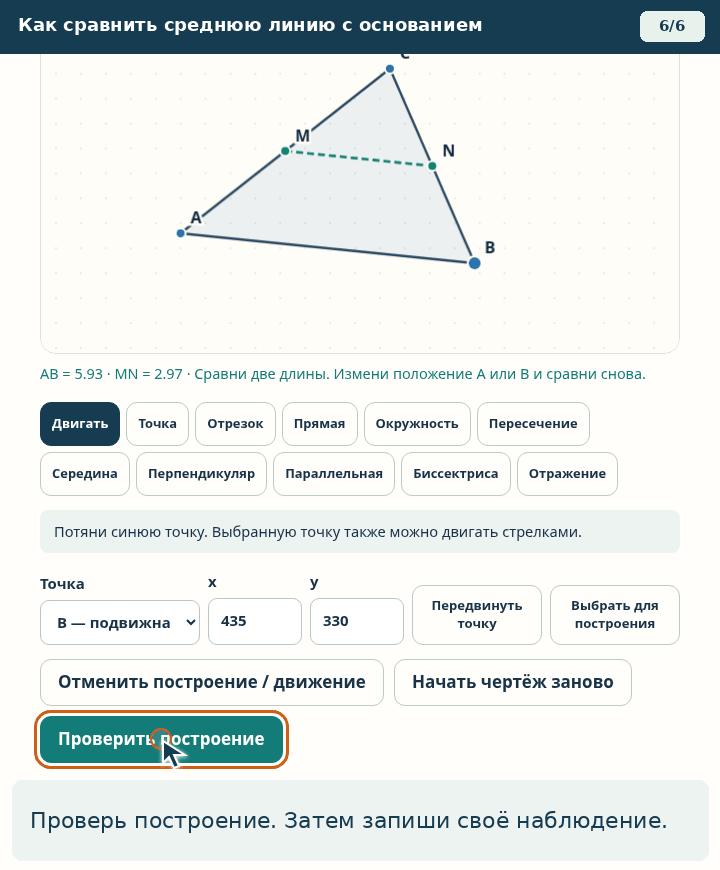 Как сравнить среднюю линию с основанием
6/6
C
M
N
A
B
AB = 5.93 · MN = 2.97 · Сравни две длины. Измени положение A или B и сравни снова.
Двигать Точка Отрезок Прямая Окружность Пересечение
Середина Перпендикуляр Параллельная Биссектриса Отражение
Потяни синюю точку. Выбранную точку также можно двигать стрелками.
Точка x y
B — подвижна 435 330 Передвинуть точку Выбрать для построения
Отменить построение / движение Начать чертёж заново
Проверить построение
Проверь построение. Затем запиши своё наблюдение.